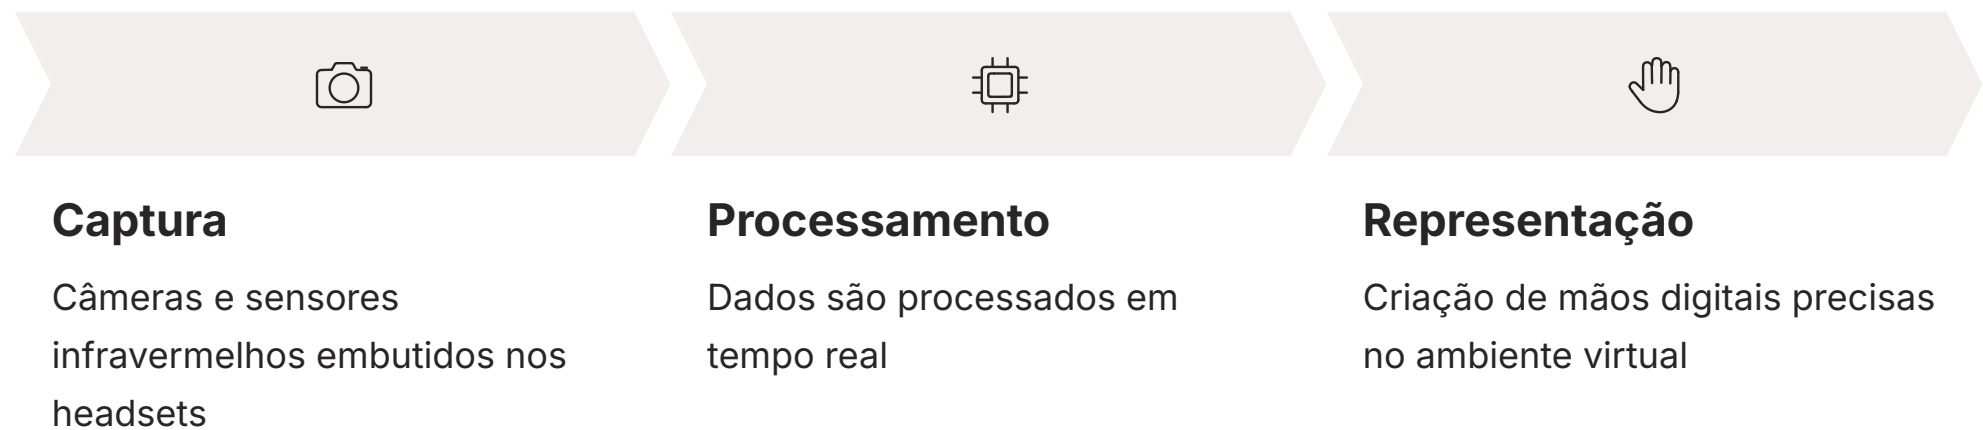 Captura
Câmeras e sensores
infravermelhos embutidos nos
headsets
Processamento
Dados são processados em
tempo real
Representação
Criação de mãos digitais precisas
no ambiente virtual